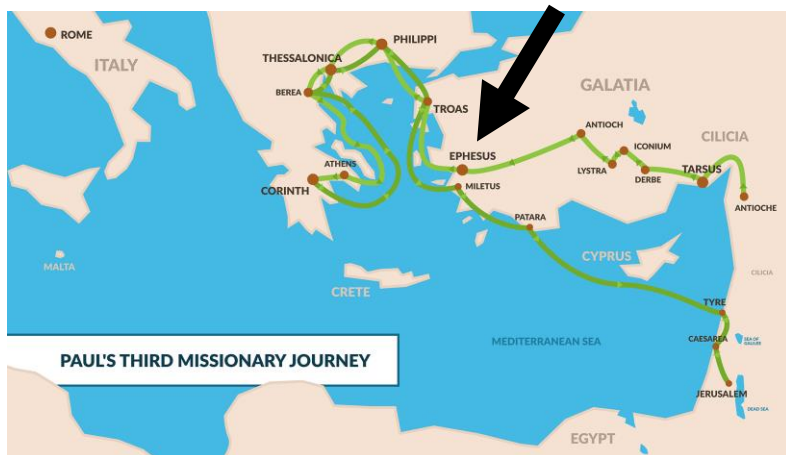 ROME
ITALY
PHILIPPI
THESSALONICA
BEREA
TROAS
GALATIA
ANTIOCH
ICONIUM
CILICIA
EPHESUS
LYSTRA
DERBE
TARSUS
ATHENS
CORINTH
MILETUS
ANTIOCHE
PATARA
CYPRUS
MALTA
CRETE
CILICIA
TYRE
MEDITERRANEAN SEA
CAESAREA
SEA OF
GALILEE
PAUL'S THIRD MISSIONARY JOURNEY
JERUSALEM
DEAD SEA
EGYPT